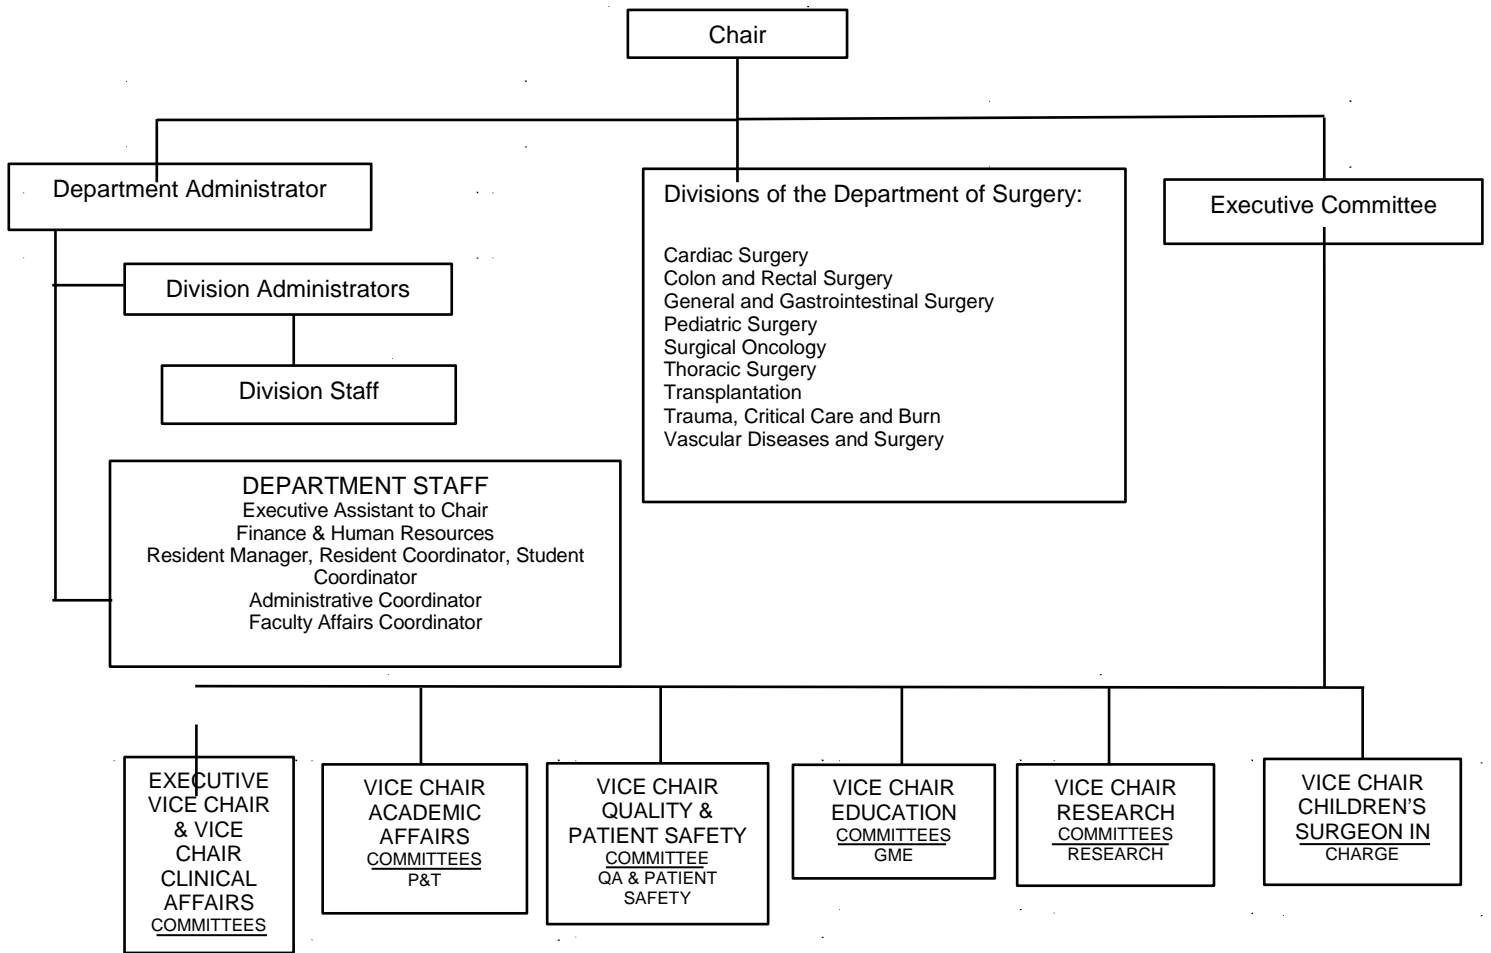 Chair
Department Administrator
Divisions of the Department of Surgery:
Cardiac Surgery
Colon and Rectal Surgery
General and Gastrointestinal Surgery
Pediatric Surgery
Surgical Oncology
Thoracic Surgery
Transplantation
Trauma, Critical Care and Burn
Vascular Diseases and Surgery
Executive Committee
Division Administrators
Division Staff
DEPARTMENT STAFF
Executive Assistant to Chair
Finance & Human Resources
Resident Manager, Resident Coordinator, Student
Coordinator
Administrative Coordinator
Faculty Affairs Coordinator
EXECUTIVE
VICE CHAIR
& VICE
CHAIR
CLINICAL
AFFAIRS
COMMITTEES
VICE CHAIR
ACADEMIC
AFFAIRS
COMMITTEES
P&T
VICE CHAIR
QUALITY &
PATIENT SAFETY
COMMITTEE
QA & PATIENT
SAFETY
VICE CHAIR
EDUCATION
COMMITTEES
GME
VICE CHAIR
RESEARCH
COMMITTEES
RESEARCH
VICE CHAIR
CHILDREN’S
SURGEON IN
CHARGE